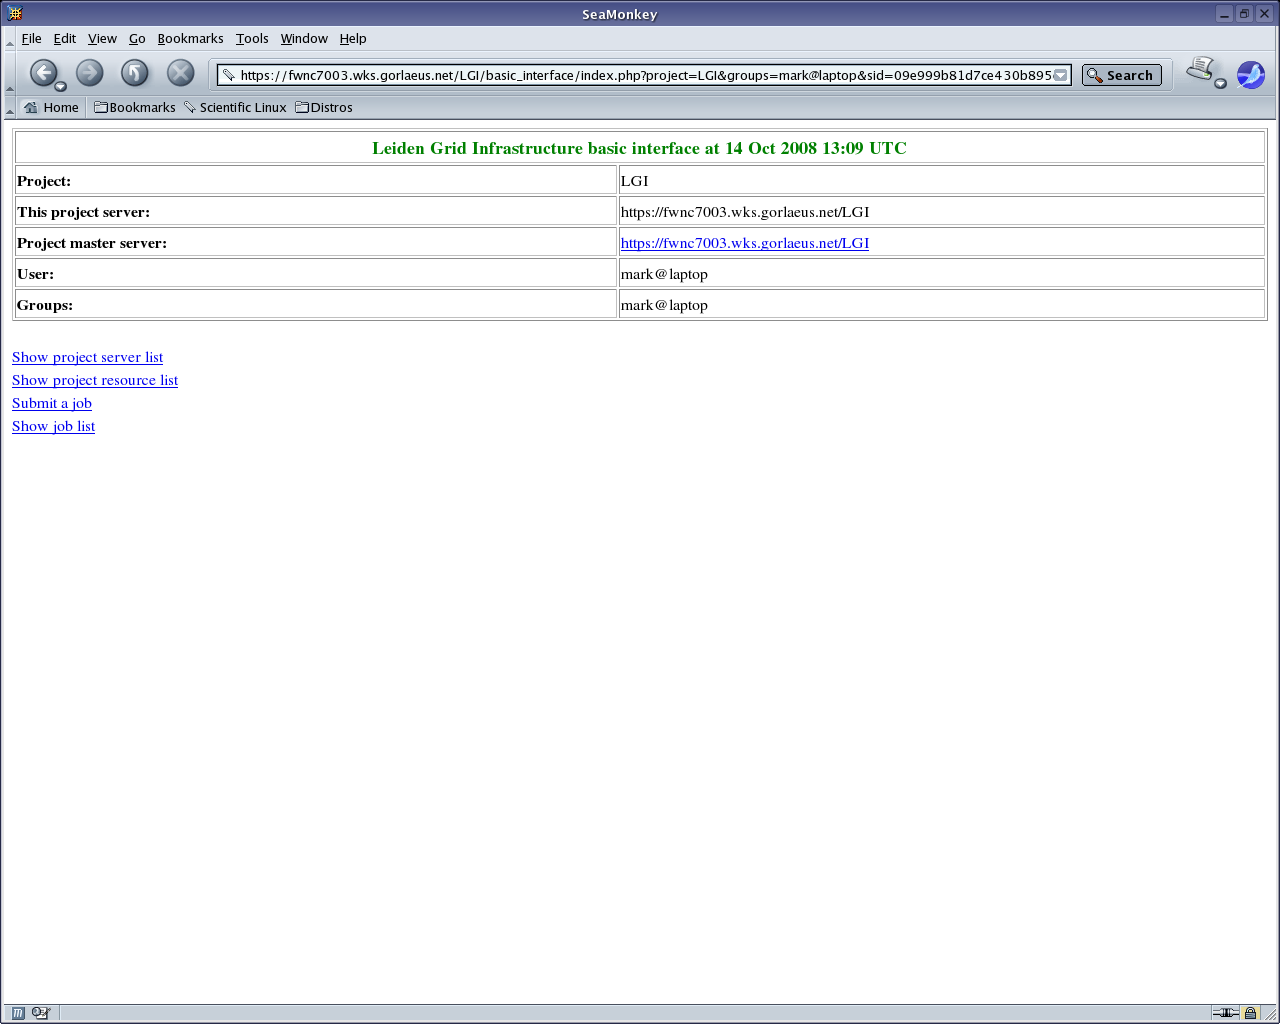 SeaMonkey
File Edit View Go Bookmarks Tools Window Help
https://fwnc7003.wks.gorlaeus.net/LGI/basic_interface/index.php?project=LGI&groups=mark@laptop&sid=09e999b81d7ce430b895 Search
Home Bookmarks Scientific Linux Distros
Leiden Grid Infrastructure basic interface at 14 Oct 2008 13:09 UTC
Project: LGI
This project server: https://fwnc7003.wks.gorlaeus.net/LGI
Project master server: https://fwnc7003.wks.gorlaeus.net/LGI
User: mark@laptop
Groups: mark@laptop
Show project server list
Show project resource list
Submit a job
Show job list